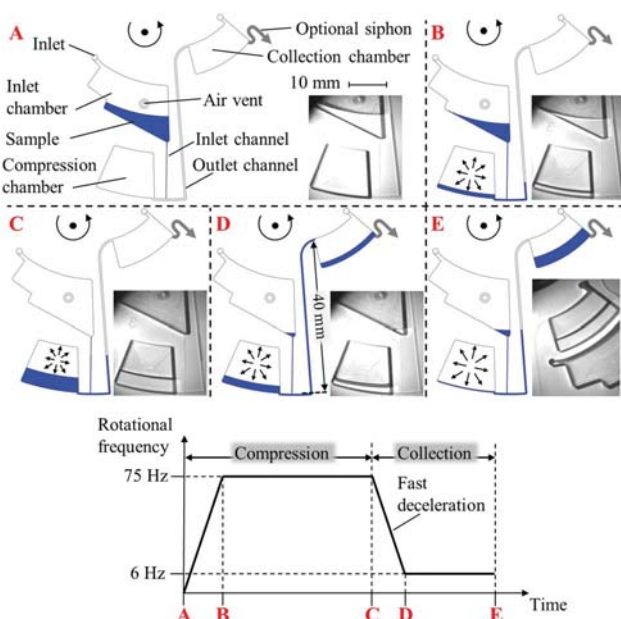 A
Inlet
Optional siphon
Collection chamber
10 mm
Inlet
chamber
Air vent
Sample
Inlet channel
Compression
chamber
Outlet channel
B
C
D
40 mm
E
Rotational
frequency
Compression
Collection
75 Hz
Fast
deceleration
6 Hz
Time
A B C D E